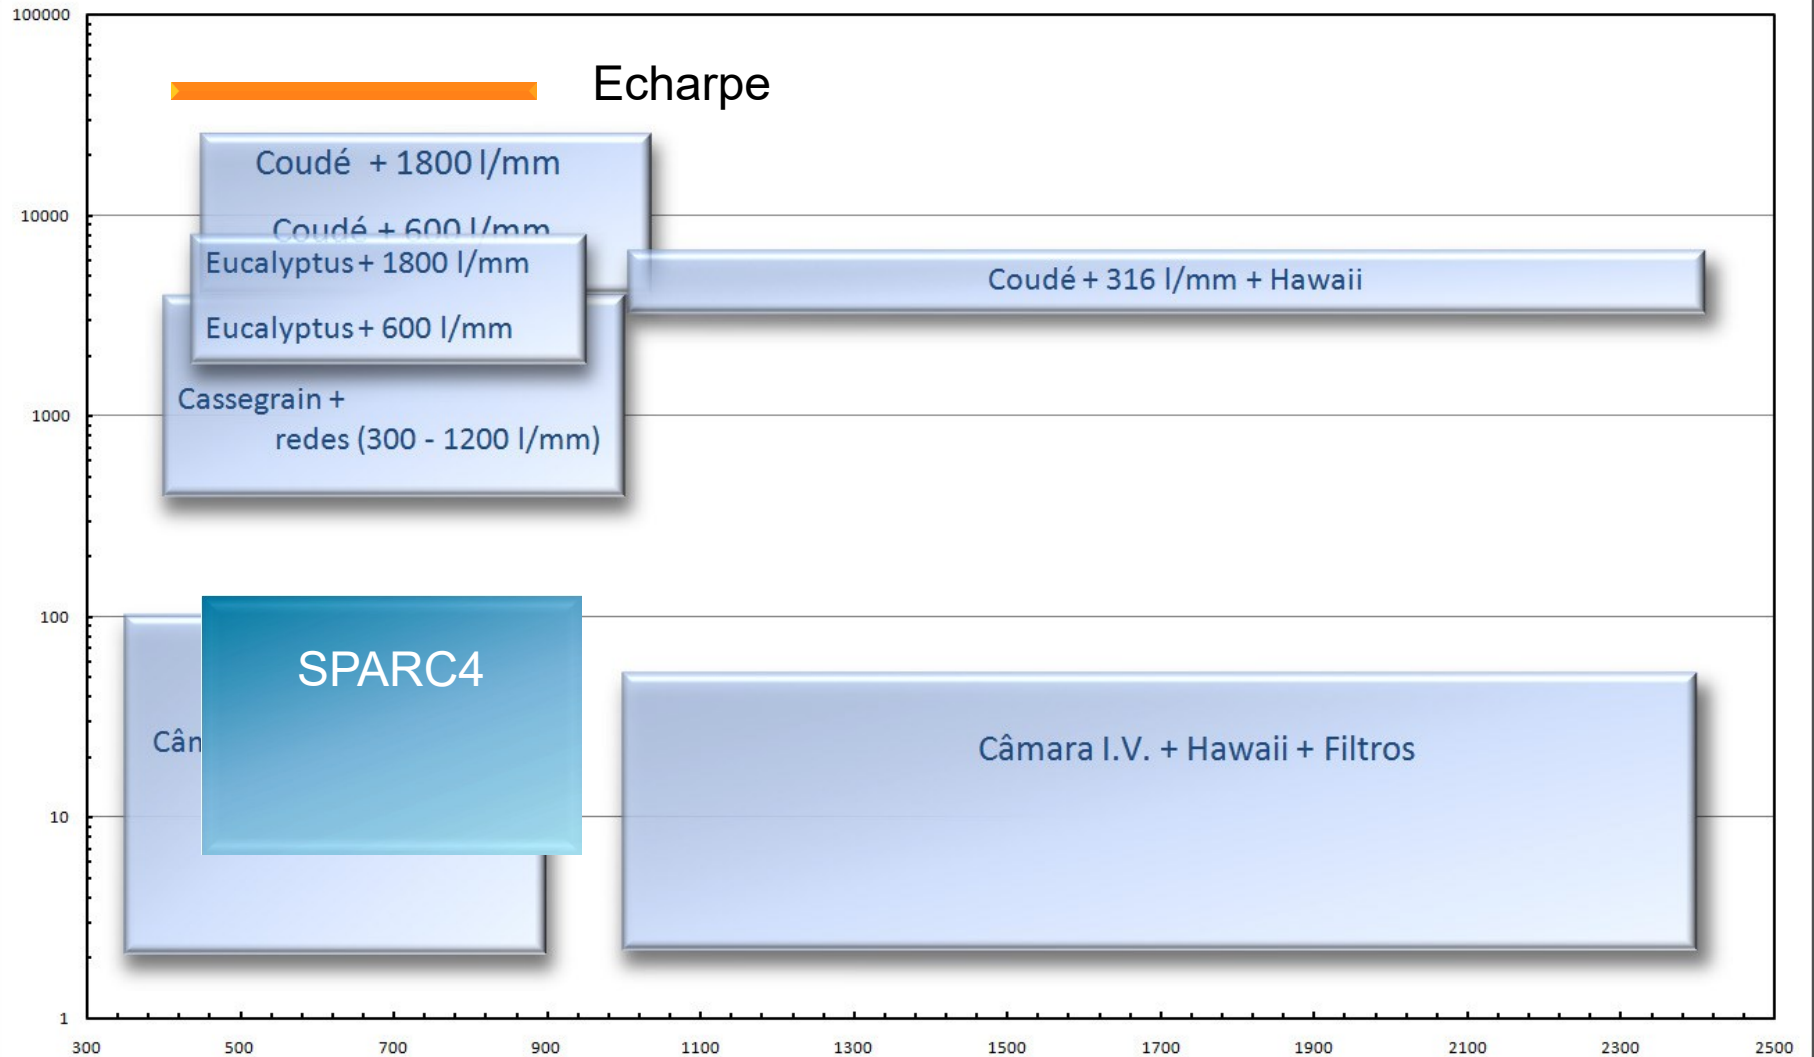 100000
Echarpe
Coudé + 1800 l/mm
10000
Coudé + 600 l/mm
Eucalyptus + 1800 l/mm
Coudé + 316 l/mm + Hawaii
Eucalyptus + 600 l/mm
Cassegrain +
1000
redes (300 - 1200 l/mm)
100
SPARC4
Câmara I.V. + Hawaii + Filtros
10
1
300 500 700 900 1100 1300 1500 1700 1900 2100 2300 2500